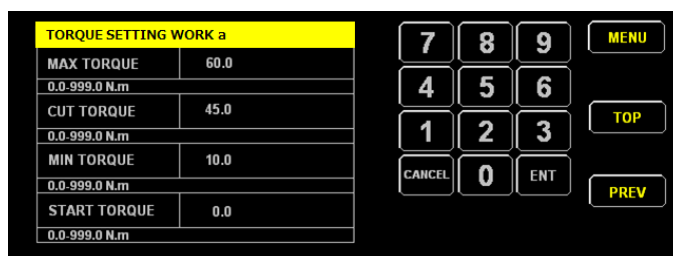 TORQUE SETTING WORK a
MAX TORQUE 60.0
0.0-999.0 N.m
CUT TORQUE 45.0
0.0-999.0 N.m
MIN TORQUE 10.0
0.0-999.0 N.m
START TORQUE 0.0
0.0-999.0 N.m
7 8 9
4 5 6
1 2 3
CANCEL 0 ENT
MENU
TOP
PREV